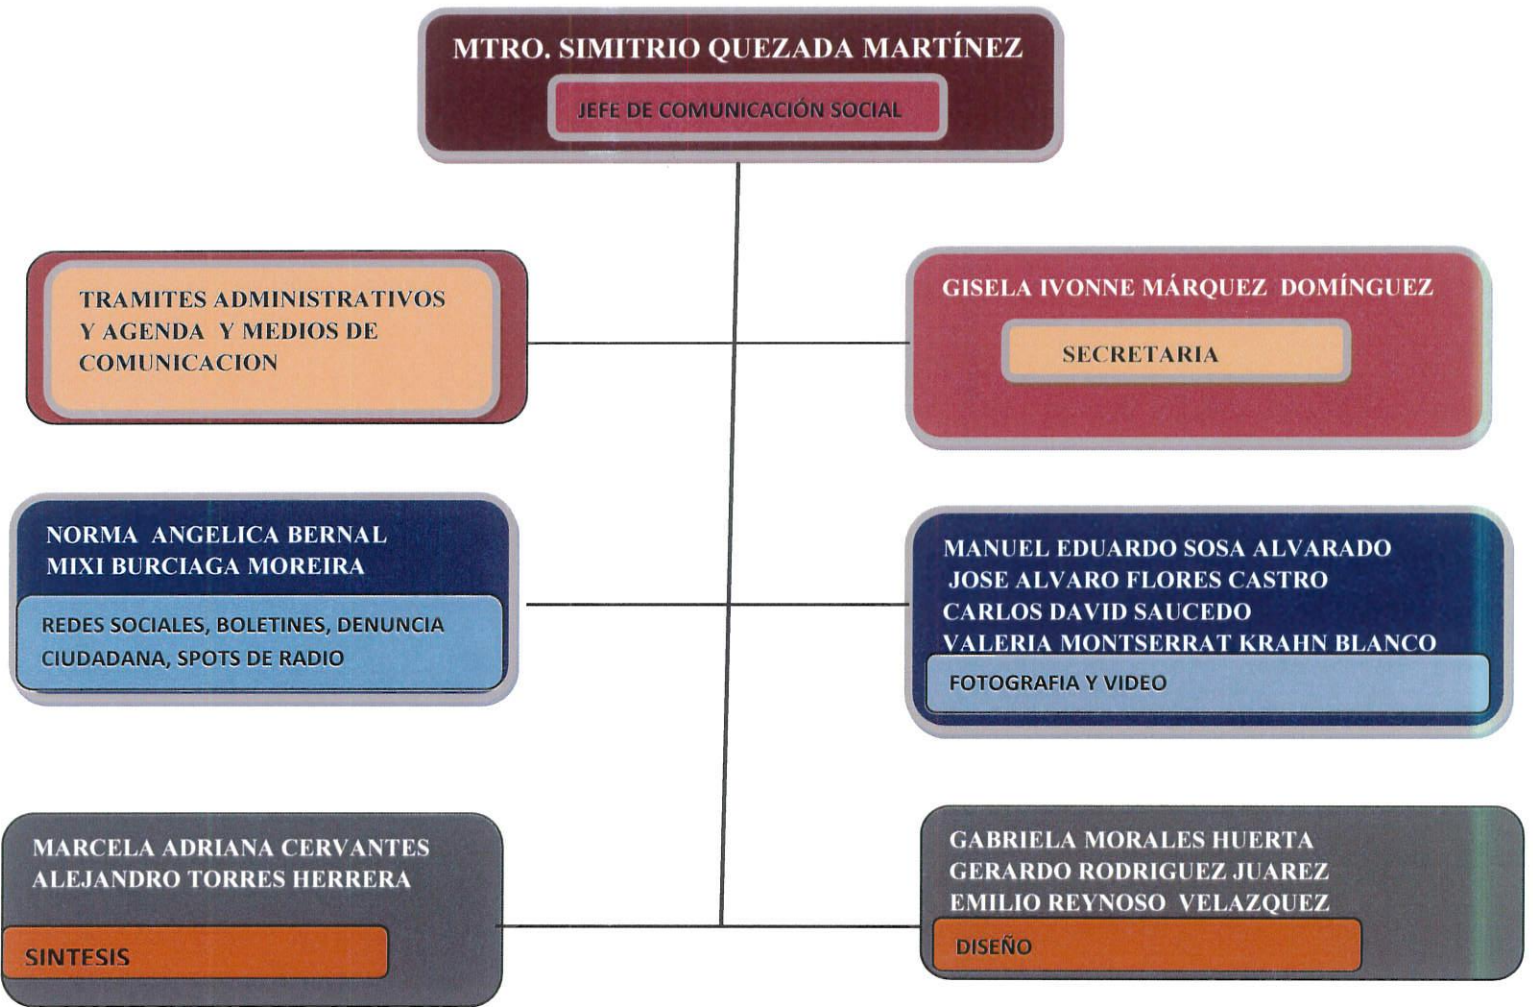 MTRO. SIMITRIO QUEZADA MARTÍNEZ
JEFE DE COMUNICACIÓN SOCIAL
TRAMITES ADMINISTRATIVOS
Y AGENDA Y MEDIOS DE
COMUNICACION
GISELA IVONNE MÁRQUEZ DOMÍNGUEZ
SECRETARIA
NORMA ANGELICA BERNAL
MIXI BURCIAGA MOREIRA
REDES SOCIALES, BOLETINES, DENUNCIA
CIUDADANA, SPOTS DE RADIO
MANUEL EDUARDO SOSA ALVARADO
JOSE ALVARO FLORES CASTRO
CARLOS DAVID SAUCEDO
VALERIA MONTSERRAT KRAHN BLANCO
FOTOGRAFIA Y VIDEO
MARCELA ADRIANA CERVANTES
ALEJANDRO TORRES HERRERA
SINTESIS
GABRIELA MORALES HUERTA
GERARDO RODRIGUEZ JUAREZ
EMILIO REYNOSO VELAZQUEZ
DISEÑO